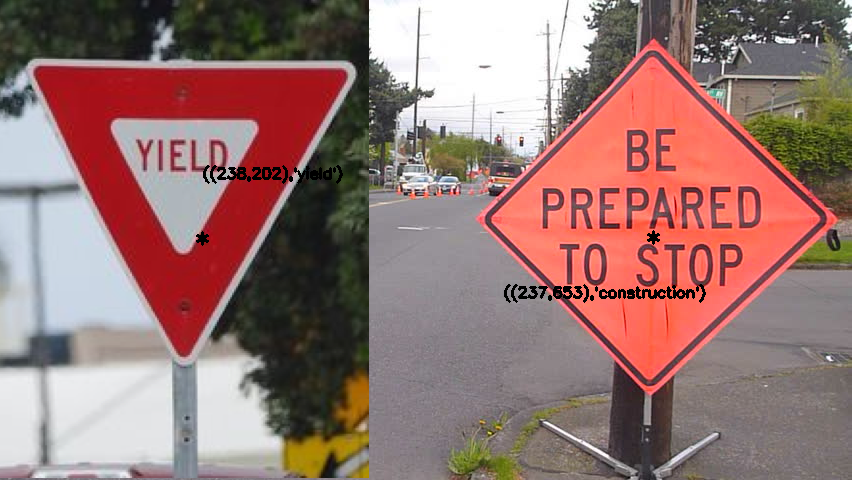 YIELD
((238,202),'yield')
BE
PREPARED
TO STOP
((237,653),'construction')